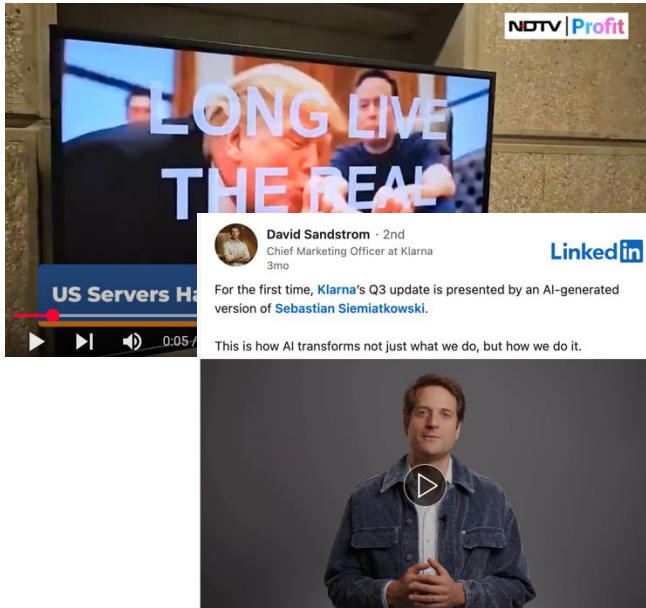 NDTV Profit
LONG LIVE
THE REAL
US Servers Ha
0:05 /
David Sandstrom · 2nd
Chief Marketing Officer at Klarna
3mo
LinkedIn
For the first time, Klarna's Q3 update is presented by an AI-generated
version of Sebastian Siemiatkowski.
This is how AI transforms not just what we do, but how we do it.